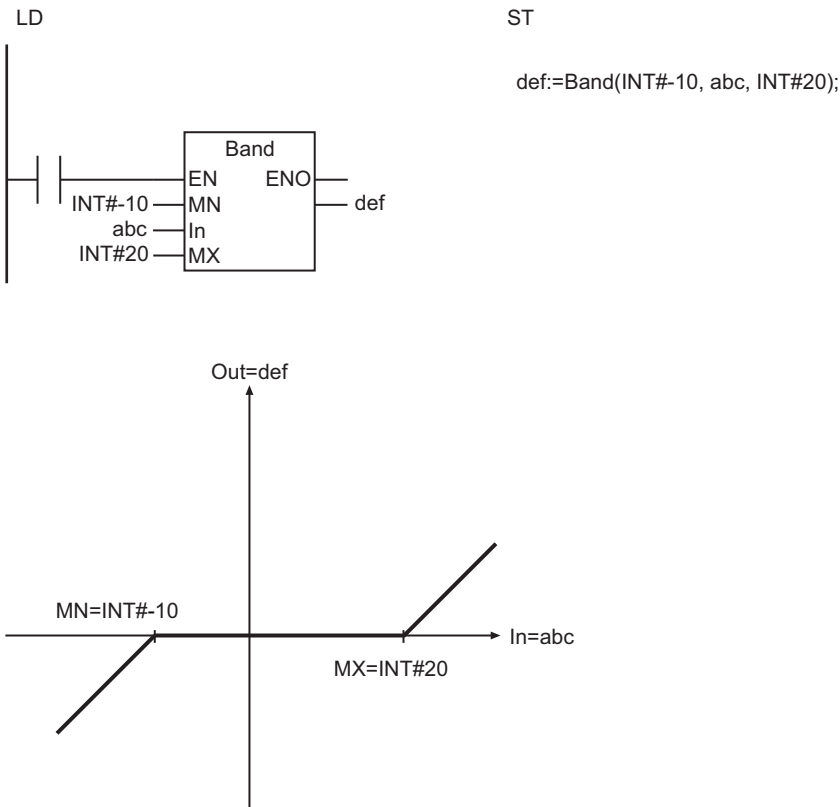 LD
ST
def:=Band(INT#-10, abc, INT#20);
Band
EN ENO
INT#-10 MN def
abc In
INT#20 MX
Out=def
MN=INT#-10
In=abc
MX=INT#20